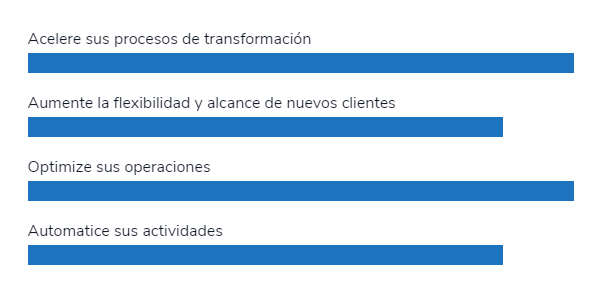 Acelere sus procesos de transformación
Aumente la flexibilidad y alcance de nuevos clientes
Optimize sus operaciones
Automatice sus actividades